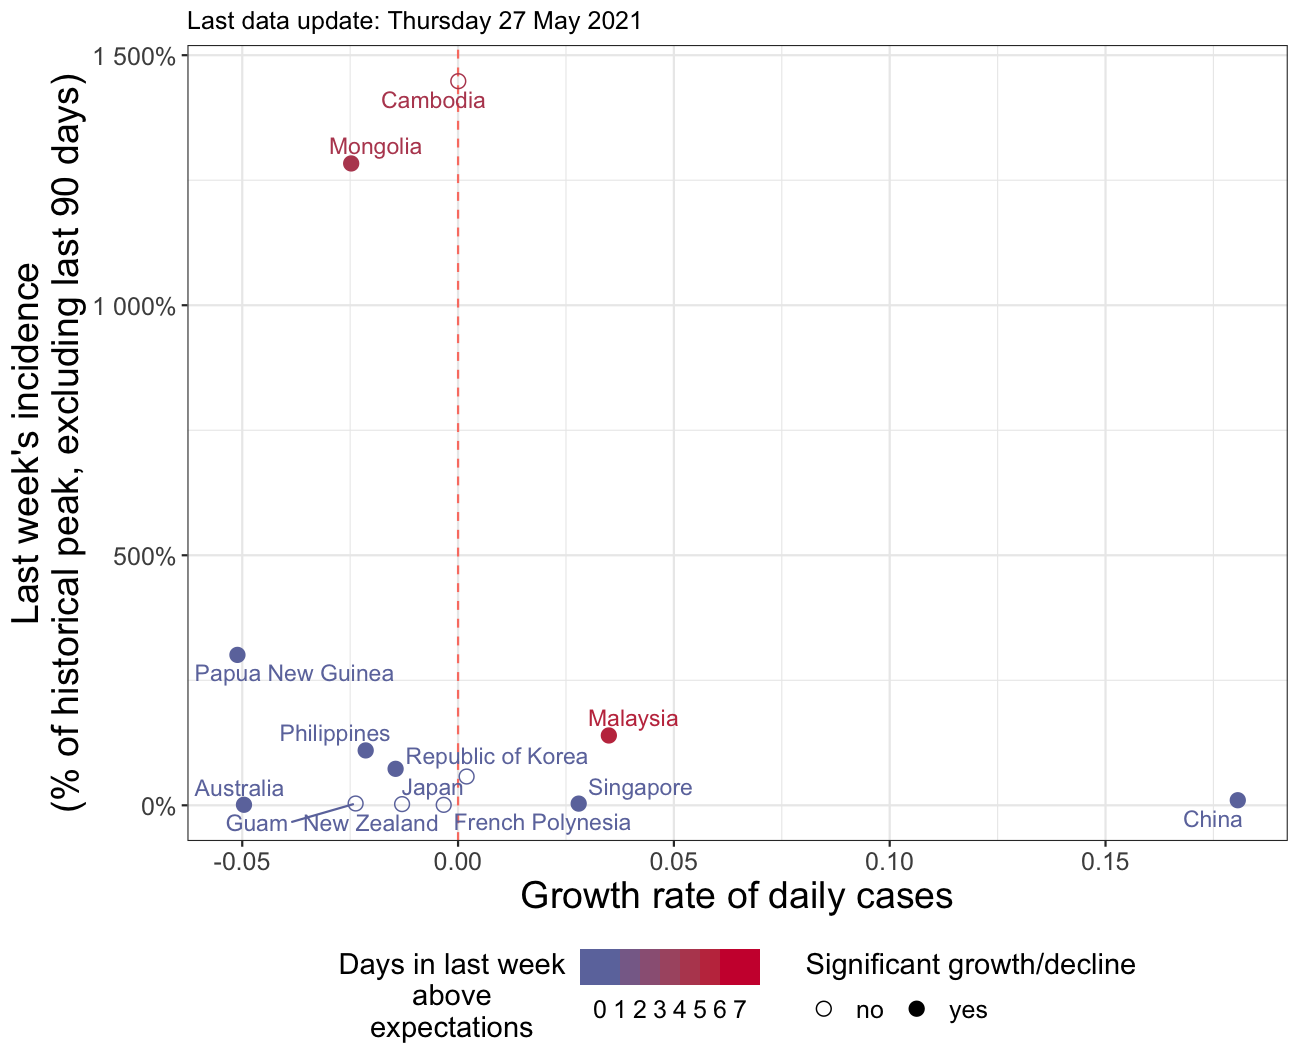 Last data update: Thursday 27 May 2021
Last week's incidence
(% of historical peak, excluding last 90 days)
1 500%
1 000%
500%
0%
Cambodia
Mongolia
Papua New Guinea
Malaysia
Philippines
Republic of Korea
Australia
Japan
Singapore
Guam
New Zealand
French Polynesia
China
-0.05
0.00
0.05
0.10
0.15
Growth rate of daily cases
Days in last week
above
expectations
0 1 2 3 4 5 6 7
Significant growth/decline
no
yes